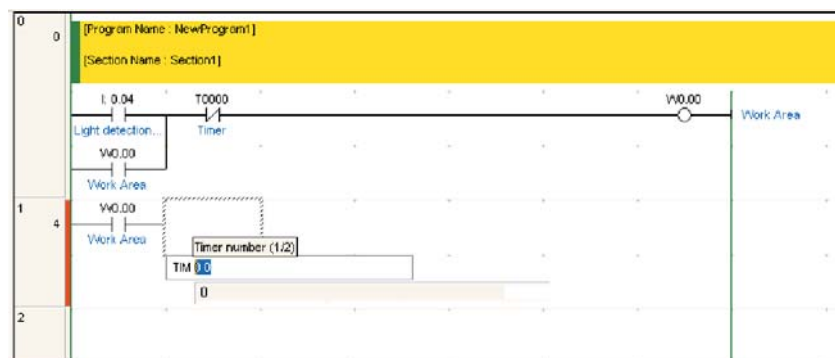 0
0
[Program Name : NewProgram1]
[Section Name : Section1]
I: 0.04
T0000
W0.00
Light detection...
Timer
Work Area
W0.00
Work Area
1
4
W0.00
Work Area
Timer number (1/2)
TIM 0.0
0
2